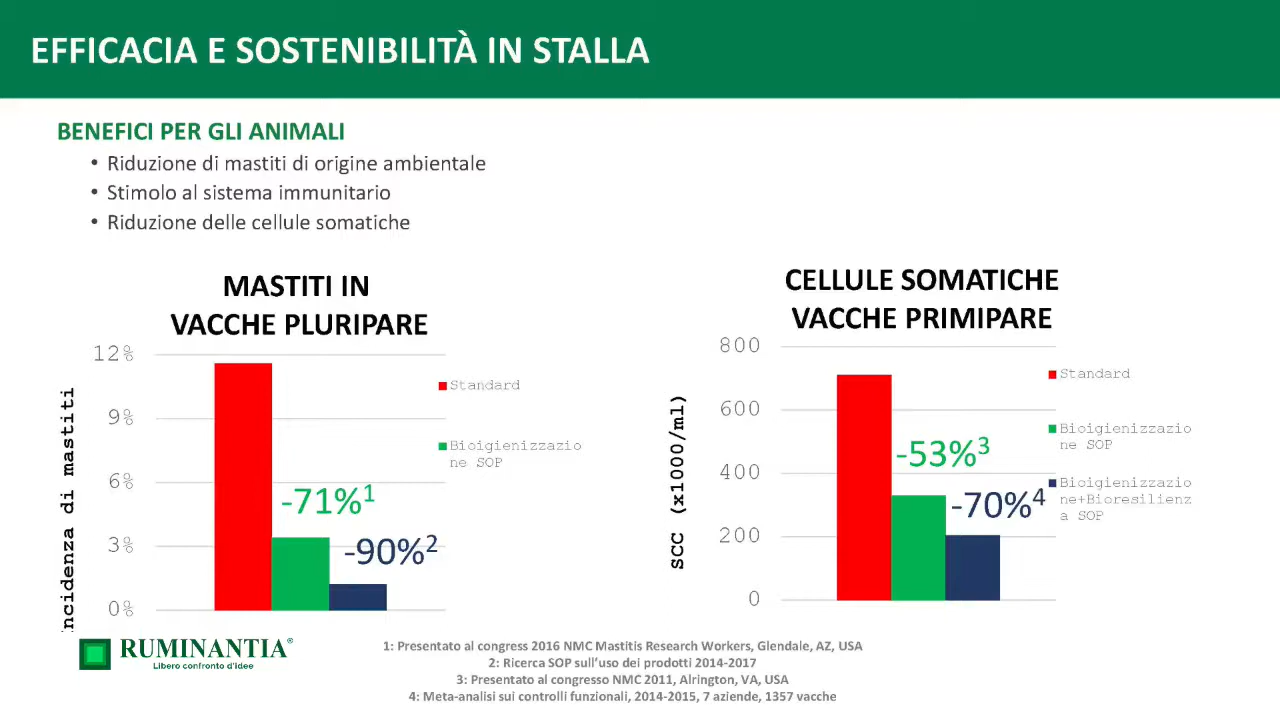 EFFICACIA E SOSTENIBILITÀ IN STALLA
BENEFICI PER GLI ANIMALI
• Riduzione di mastiti di origine ambientale
• Stimolo al sistema immunitario
• Riduzione delle cellule somatiche
MASTITI IN
VACCHE PLURIPARE
12%
9%
6%
3%
0%
incidenza di mastiti
-71%1
-90%2
Standard
Bioigienizzazio
ne SOP
CELLULE SOMATICHE
VACCHE PRIMIPARE
800
600
400
200
0
SCC (x1000/ml)
-53%3
-70%4
Standard
Bioigienizzazio
ne SOP
Bioigienizzazio
ne+Bioresilienz
a SOP
RUMINANTIA®
Libero confronto d'idee
1: Presentato al congress 2016 NMC Mastitis Research Workers, Glendale, AZ, USA
2: Ricerca SOP sull'uso dei prodotti 2014-2017
3: Presentato al congresso NMC 2011, Alrington, VA, USA
4: Meta-analisi sui controlli funzionali, 2014-2015, 7 aziende, 1357 vacche